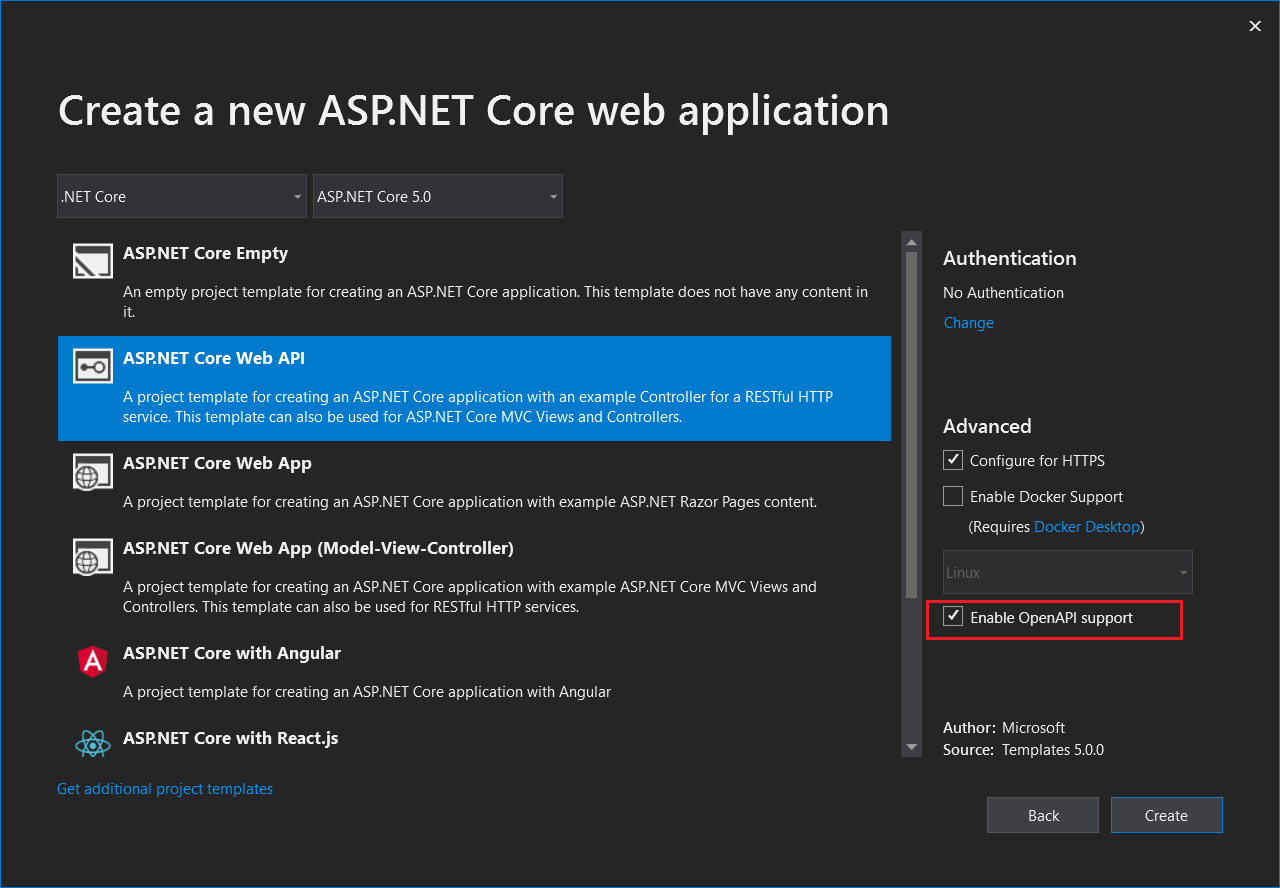 Create a new ASP.NET Core web application
.NET Core
ASP.NET Core 5.0
ASP.NET Core Empty
An empty project template for creating an ASP.NET Core application. This template does not have any content in
it.
ASP.NET Core Web API
A project template for creating an ASP.NET Core application with an example Controller for a RESTful HTTP
service. This template can also be used for ASP.NET Core MVC Views and Controllers.
ASP.NET Core Web App
A project template for creating an ASP.NET Core application with example ASP.NET Razor Pages content.
ASP.NET Core Web App (Model-View-Controller)
A project template for creating an ASP.NET Core application with example ASP.NET Core MVC Views and
Controllers. This template can also be used for RESTful HTTP services.
ASP.NET Core with Angular
A project template for creating an ASP.NET Core application with Angular
ASP.NET Core with React.js
Get additional project templates
Authentication
No Authentication
Change
Advanced
Configure for HTTPS
Enable Docker Support
(Requires Docker Desktop)
Linux
Enable OpenAPI support
Author: Microsoft
Source: Templates 5.0.0
Back
Create